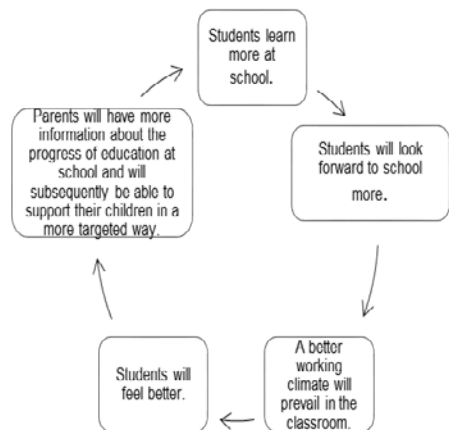 Students learn
more at
school.
Students will look
forward to school
more.
A better
working
climate will
prevail in the
classroom.
Students will
feel better.
Parents will have more
information about the
progress of education at
school and will
subsequently be able to
support their children in a
more targeted way.